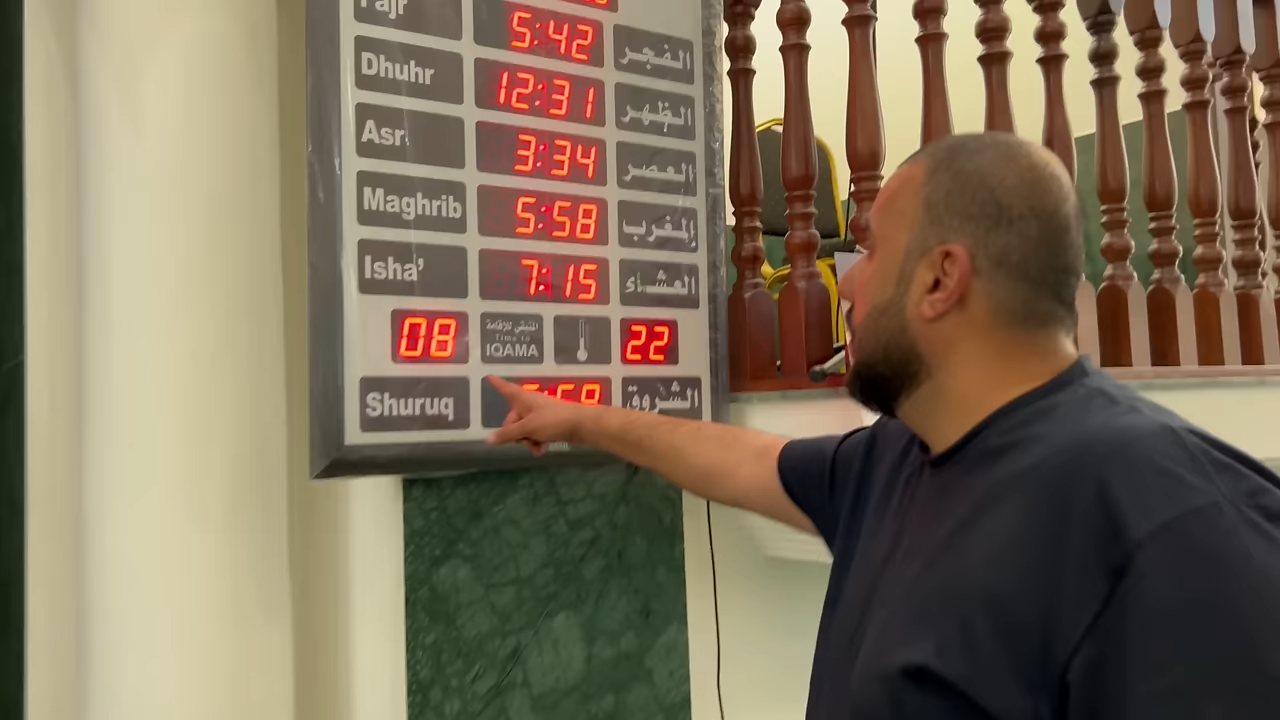 Fajr 5:42 الفجر
Dhuhr 12:31 الظهر
Asr 3:34 العصر
Maghrib 5:58 المغرب
Isha' 7:15 العشاء
08 المتبقي للإقامة 22
Time to
IQAMA
Shuruq الشروق